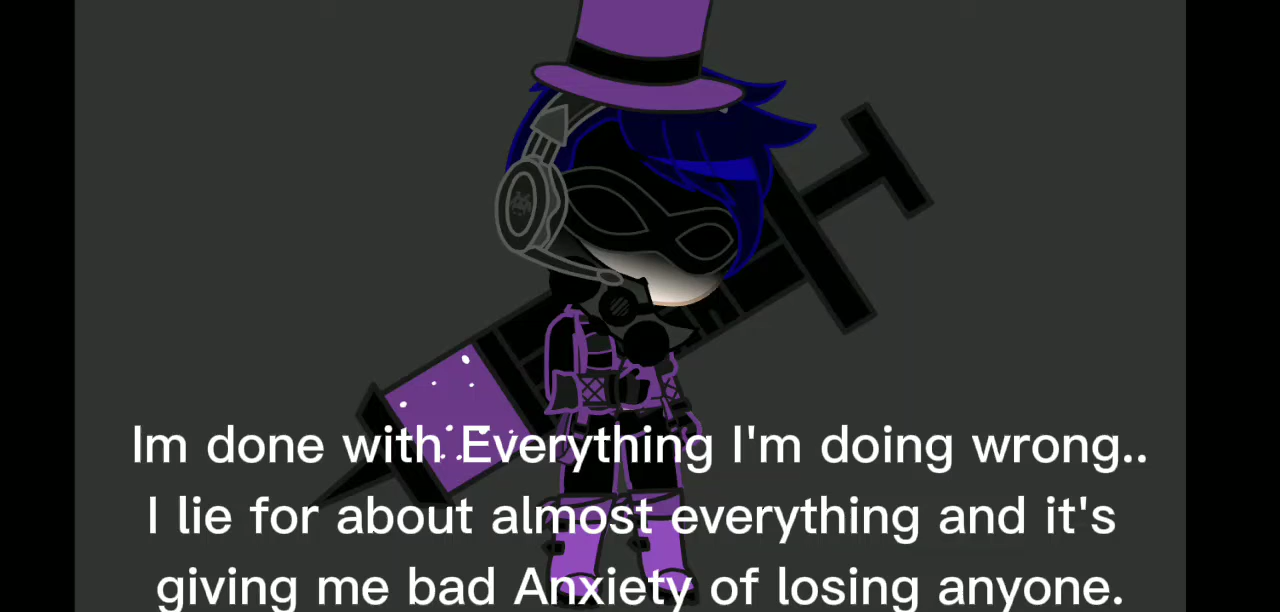 Im done with Everything I'm doing wrong..
I lie for about almost everything and it's
giving me bad Anxiety of losing anyone.